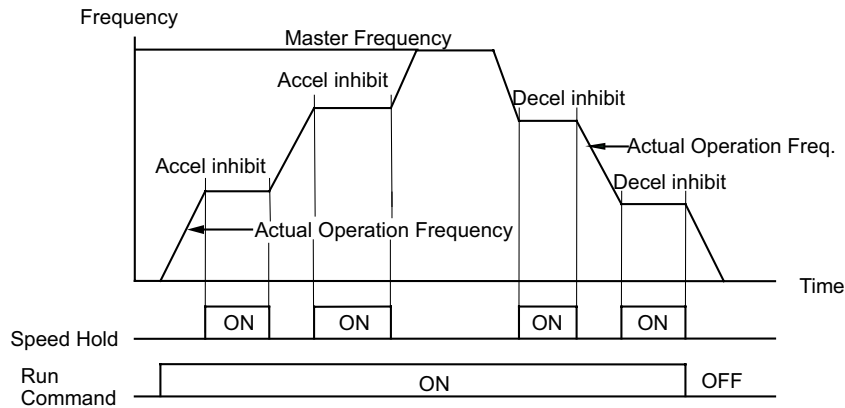 Frequency
Master Frequency
Accel inhibit
Decel inhibit
Actual Operation Freq.
Accel inhibit
Decel inhibit
Actual Operation Frequency
Time
Speed Hold
ON
ON
ON
ON
Run
Command
ON
OFF